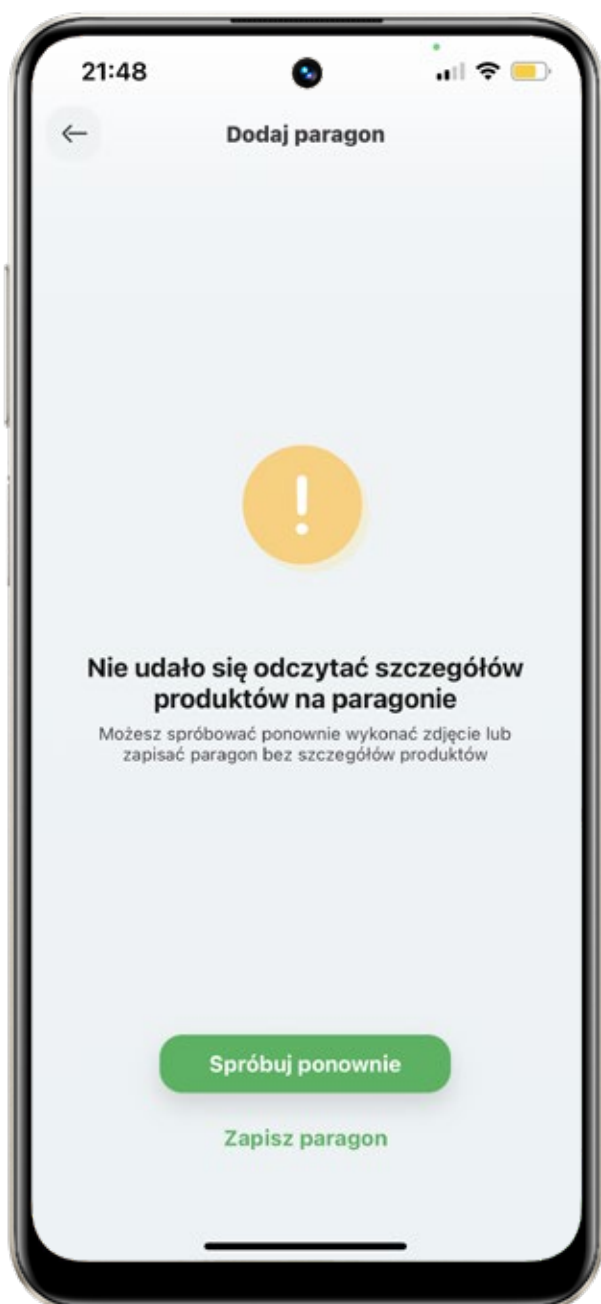 21:48
Dodaj paragon
Nie udało się odczytać szczegółów
produktów na paragonie
Możesz spróbować ponownie wykonać zdjęcie lub
zapisać paragon bez szczegółów produktów
Spróbuj ponownie
Zapisz paragon